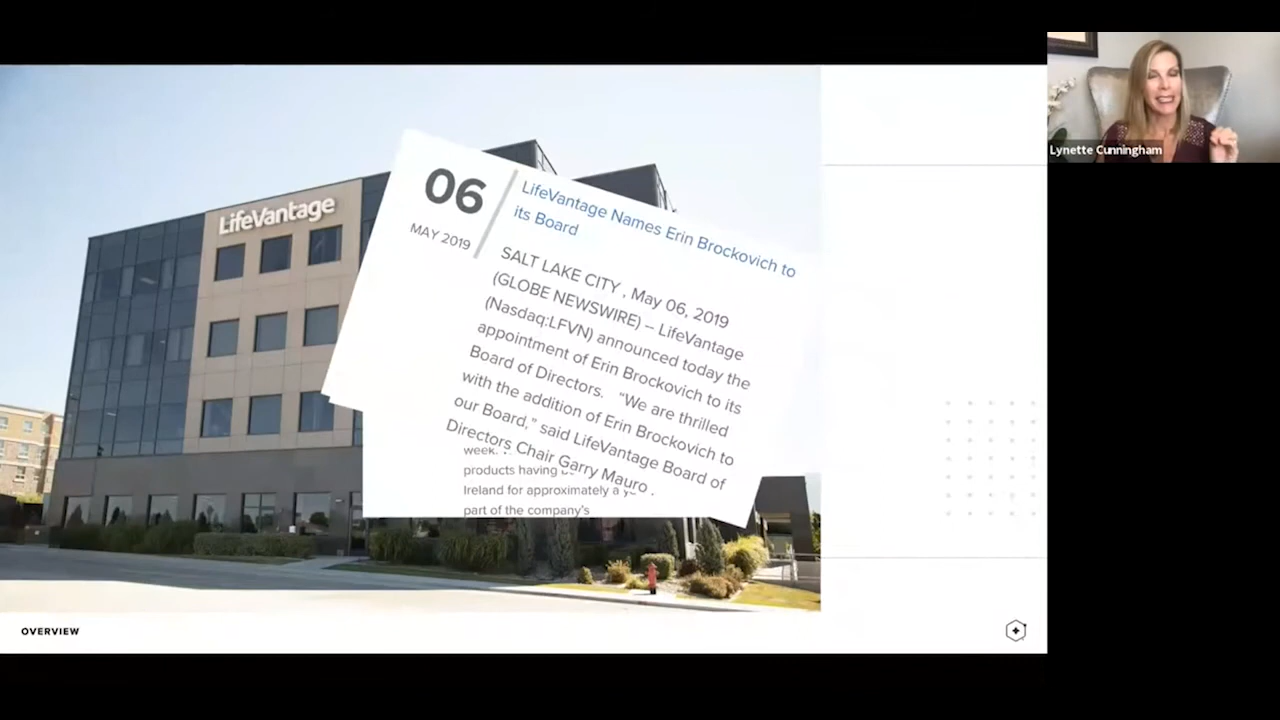 Lynette Cunningham
LifeVantage
06
MAY 2019
LifeVantage Names Erin Brockovich to
its Board
SALT LAKE CITY , May 06, 2019
(GLOBE NEWSWIRE) – LifeVantage
(Nasdaq:LFVN) announced today the
appointment of Erin Brockovich to its
Board of Directors. “We are thrilled
with the addition of Erin Brockovich to
our Board,” said LifeVantage Board of
Directors Chair Garry Mauro .
week.
products having
Ireland for approximately a
part of the company’s
OVERVIEW